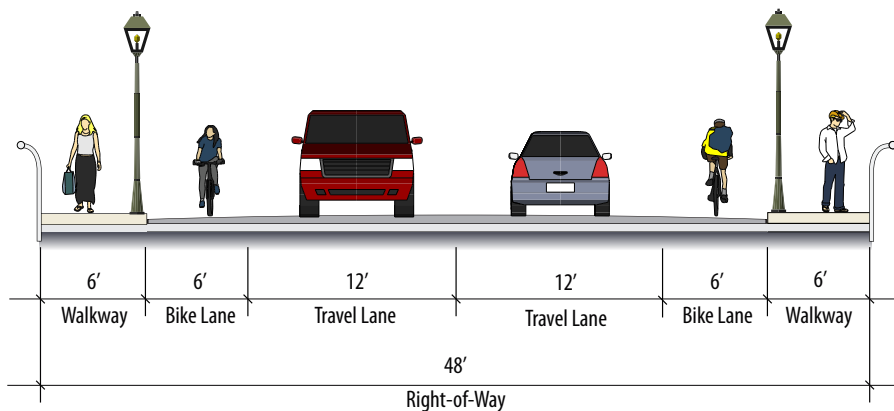 6’ 6’ 12’ 12’ 6’ 6’
Walkway Bike Lane Travel Lane Travel Lane Bike Lane Walkway
48’
Right-of-Way